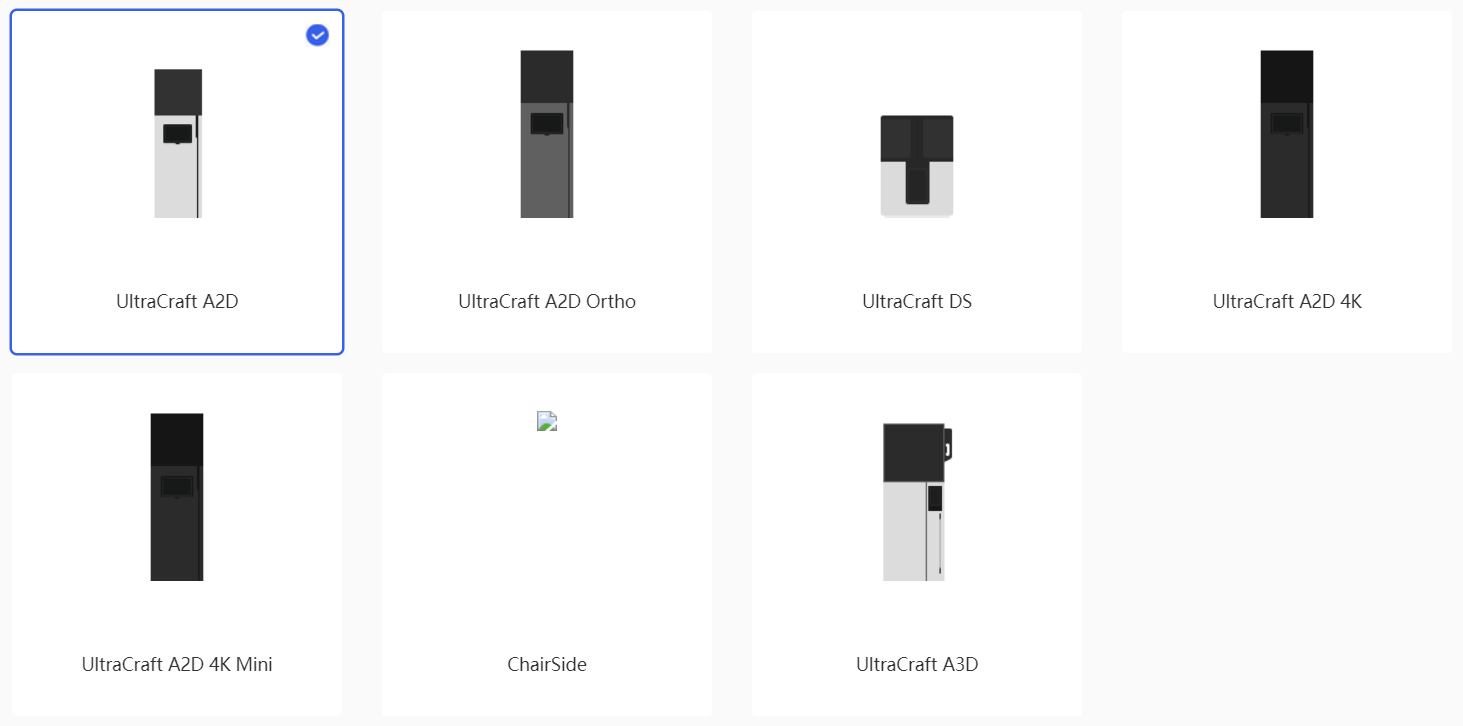 UltraCraft A2D
UltraCraft A2D Ortho
UltraCraft DS
UltraCraft A2D 4K
UltraCraft A2D 4K Mini
ChairSide
UltraCraft A3D